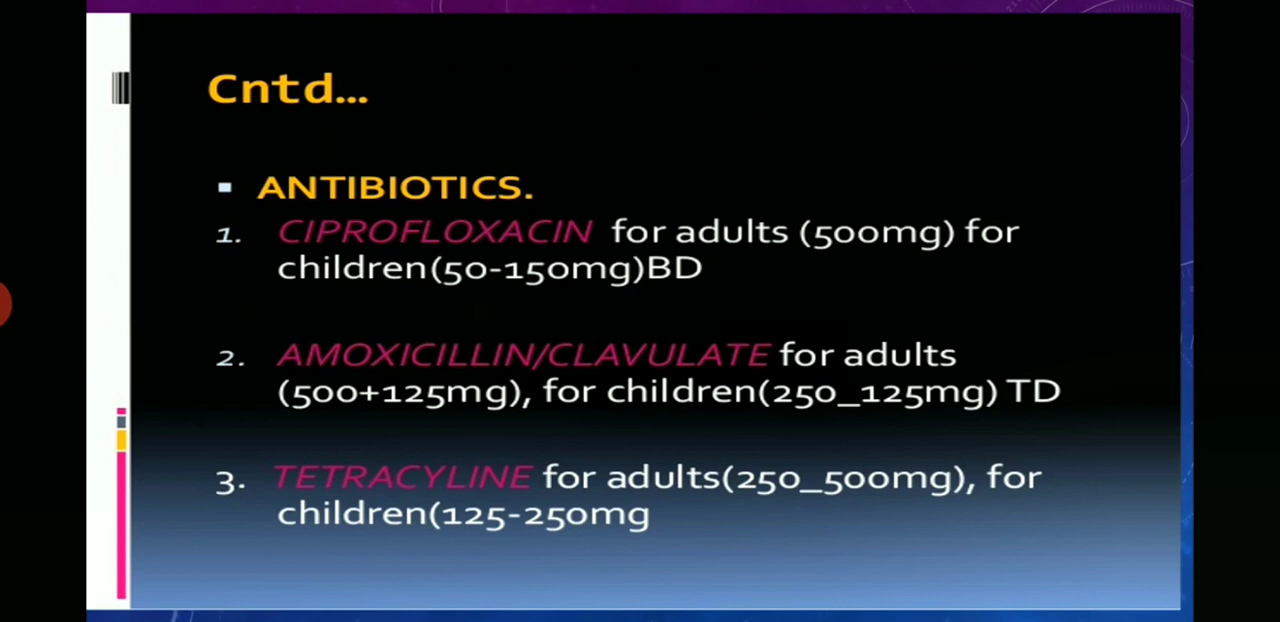 Cntd...
▪ ANTIBIOTICS.
1. CIPROFLOXACIN for adults (500mg) for
children(50-150mg)BD
2. AMOXICILLIN/CLAVULATE for adults
(500+125mg), for children(250_125mg) TD
3. TETRACYLINE for adults(250_500mg), for
children(125-250mg